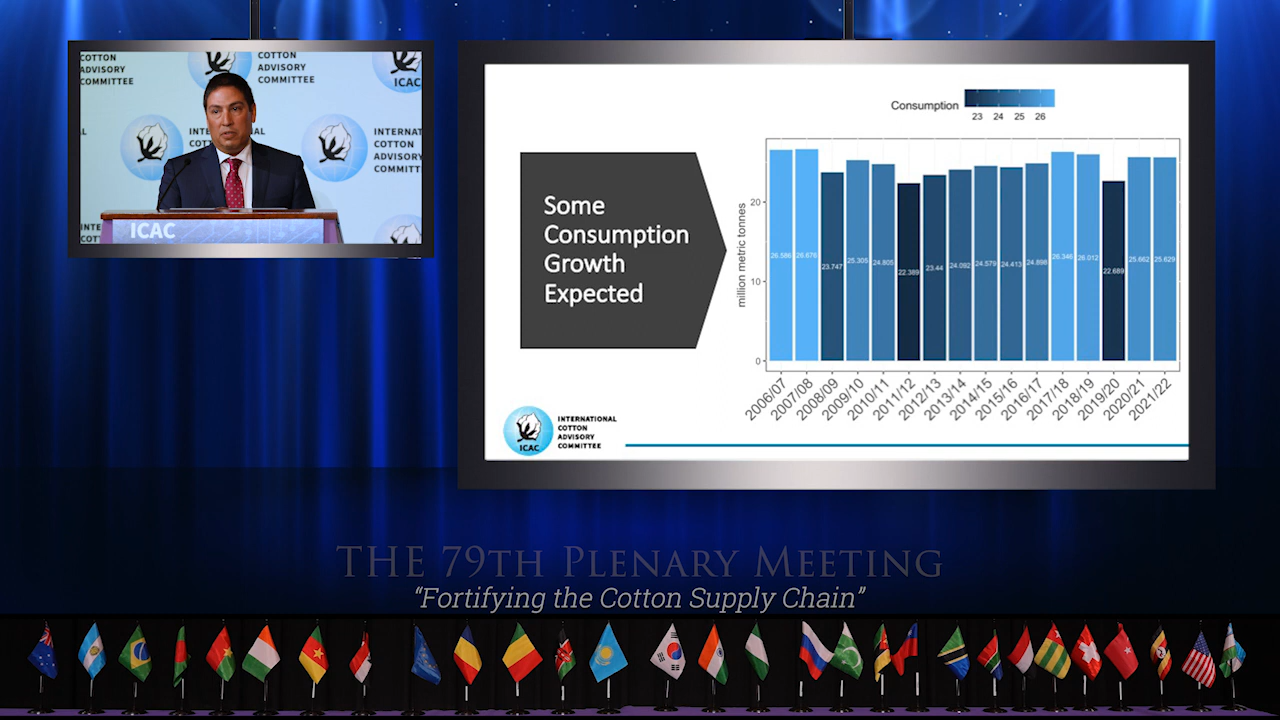 COTTON
ADVISORY
COMMITTEE
COTTON
ADVISORY
COMMITTEE
ICAC
INTERNAT
COTTON
ADVISORY
COMMITT
ICAC
Consumption
23 24 25 26
Some
Consumption
Growth
Expected
million metric tonnes
20
10
0
26.586 26.676 23.747 25.305 24.805 22.389 23.44 24.092 24.579 24.413 24.898 26.346 26.012 22.689 25.662 25.829
2006/07 2007/08 2008/09 2009/10 2010/11 2011/12 2012/13 2013/14 2014/15 2015/16 2016/17 2017/18 2018/19 2019/20 2020/21 2021/22
ICAC
INTERNATIONAL
COTTON
ADVISORY
COMMITTEE
THE 79TH PLENARY MEETING
“Fortifying the Cotton Supply Chain”